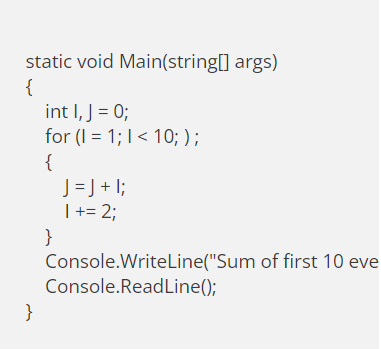 static void Main(string[] args)
{
int I, J = 0;
for (I = 1; I < 10; ) ;
{
J = J + I;
I += 2;
}
Console.WriteLine("Sum of first 10 eve
Console.ReadLine();
}